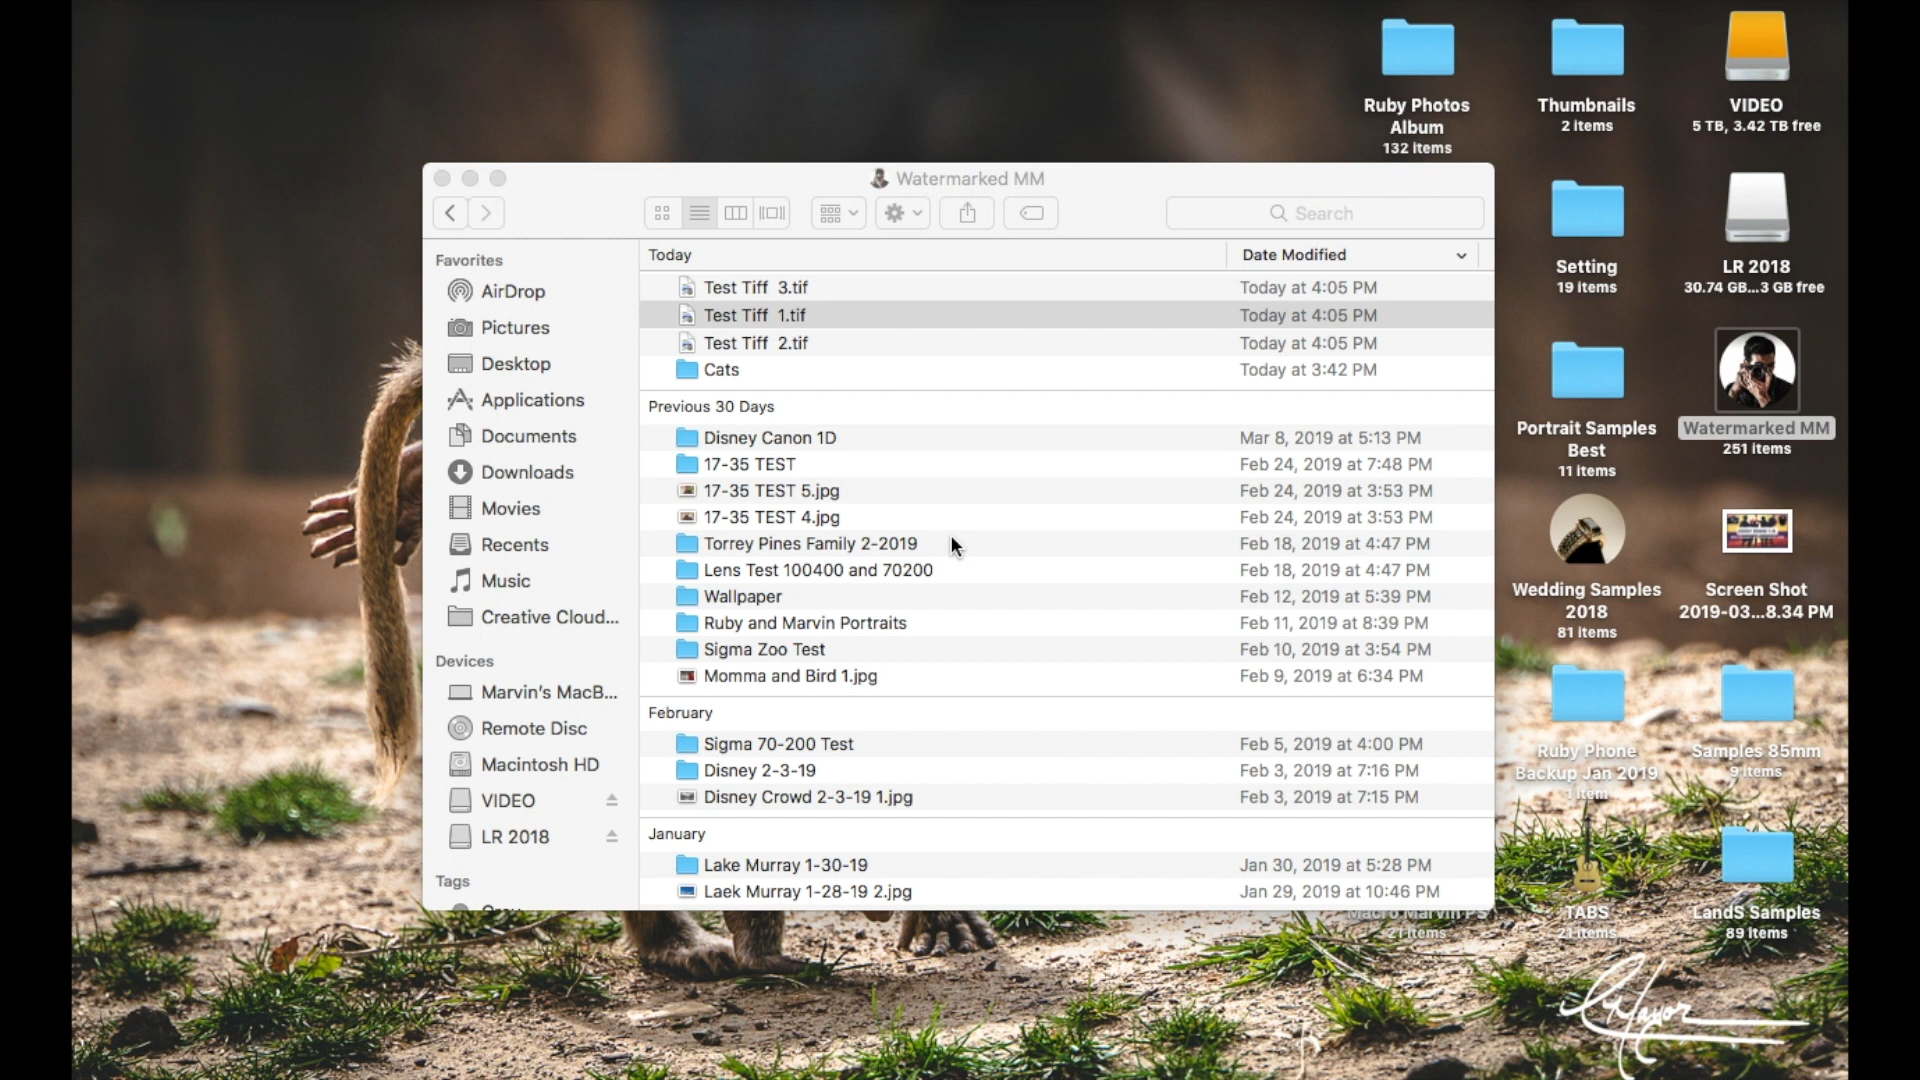 Ruby Photos
Album
132 items
Thumbnails
2 items
VIDEO
5 TB, 3.42 TB free
Watermarked MM
Search
Setting
19 items
LR 2018
30.74 GB...3 GB free
Favorites
AirDrop
Pictures
Desktop
Applications
Documents
Downloads
Movies
Recents
Music
Creative Cloud...
Devices
Marvin's MacB...
Remote Disc
Macintosh HD
VIDEO
LR 2018
Tags
Today Date Modified
Test Tiff  3.tif Today at 4:05 PM
Test Tiff  1.tif Today at 4:05 PM
Test Tiff  2.tif Today at 4:05 PM
Cats Today at 3:42 PM
Previous 30 Days
Disney Canon 1D Mar 8, 2019 at 5:13 PM
17-35 TEST Feb 24, 2019 at 7:48 PM
17-35 TEST 5.jpg Feb 24, 2019 at 3:53 PM
17-35 TEST 4.jpg Feb 24, 2019 at 3:53 PM
Torrey Pines Family 2-2019 Feb 18, 2019 at 4:47 PM
Lens Test 100400 and 70200 Feb 18, 2019 at 4:47 PM
Wallpaper Feb 12, 2019 at 5:39 PM
Ruby and Marvin Portraits Feb 11, 2019 at 8:39 PM
Sigma Zoo Test Feb 10, 2019 at 3:54 PM
Momma and Bird 1.jpg Feb 9, 2019 at 6:34 PM
February
Sigma 70-200 Test Feb 5, 2019 at 4:00 PM
Disney 2-3-19 Feb 3, 2019 at 7:16 PM
Disney Crowd 2-3-19 1.jpg Feb 3, 2019 at 7:15 PM
January
Lake Murray 1-30-19 Jan 30, 2019 at 5:28 PM
Laek Murray 1-28-19 2.jpg Jan 29, 2019 at 10:46 PM
Portrait Samples
Best
11 items
Watermarked MM
251 items
Wedding Samples
2018
81 items
Screen Shot
2019-03...8.34 PM
Ruby Phone
Backup Jan 2019
1 item
Samples 85mm
9 items
Macro Marvin PS
21 items
TABS
21 items
LandS Samples
89 items